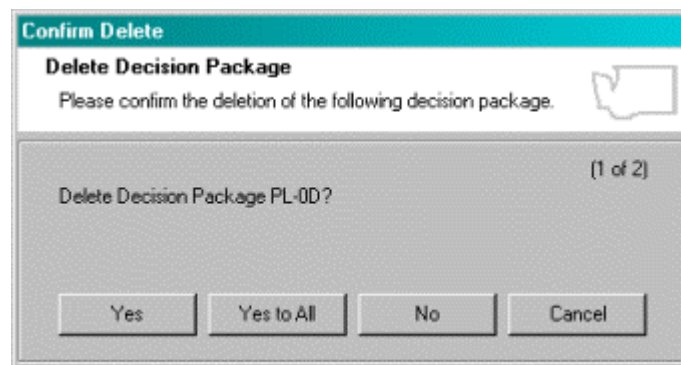 Confirm Delete
Delete Decision Package
Please confirm the deletion of the following decision package.
(1 of 2)
Delete Decision Package PL-0D?
Yes
Yes to All
No
Cancel